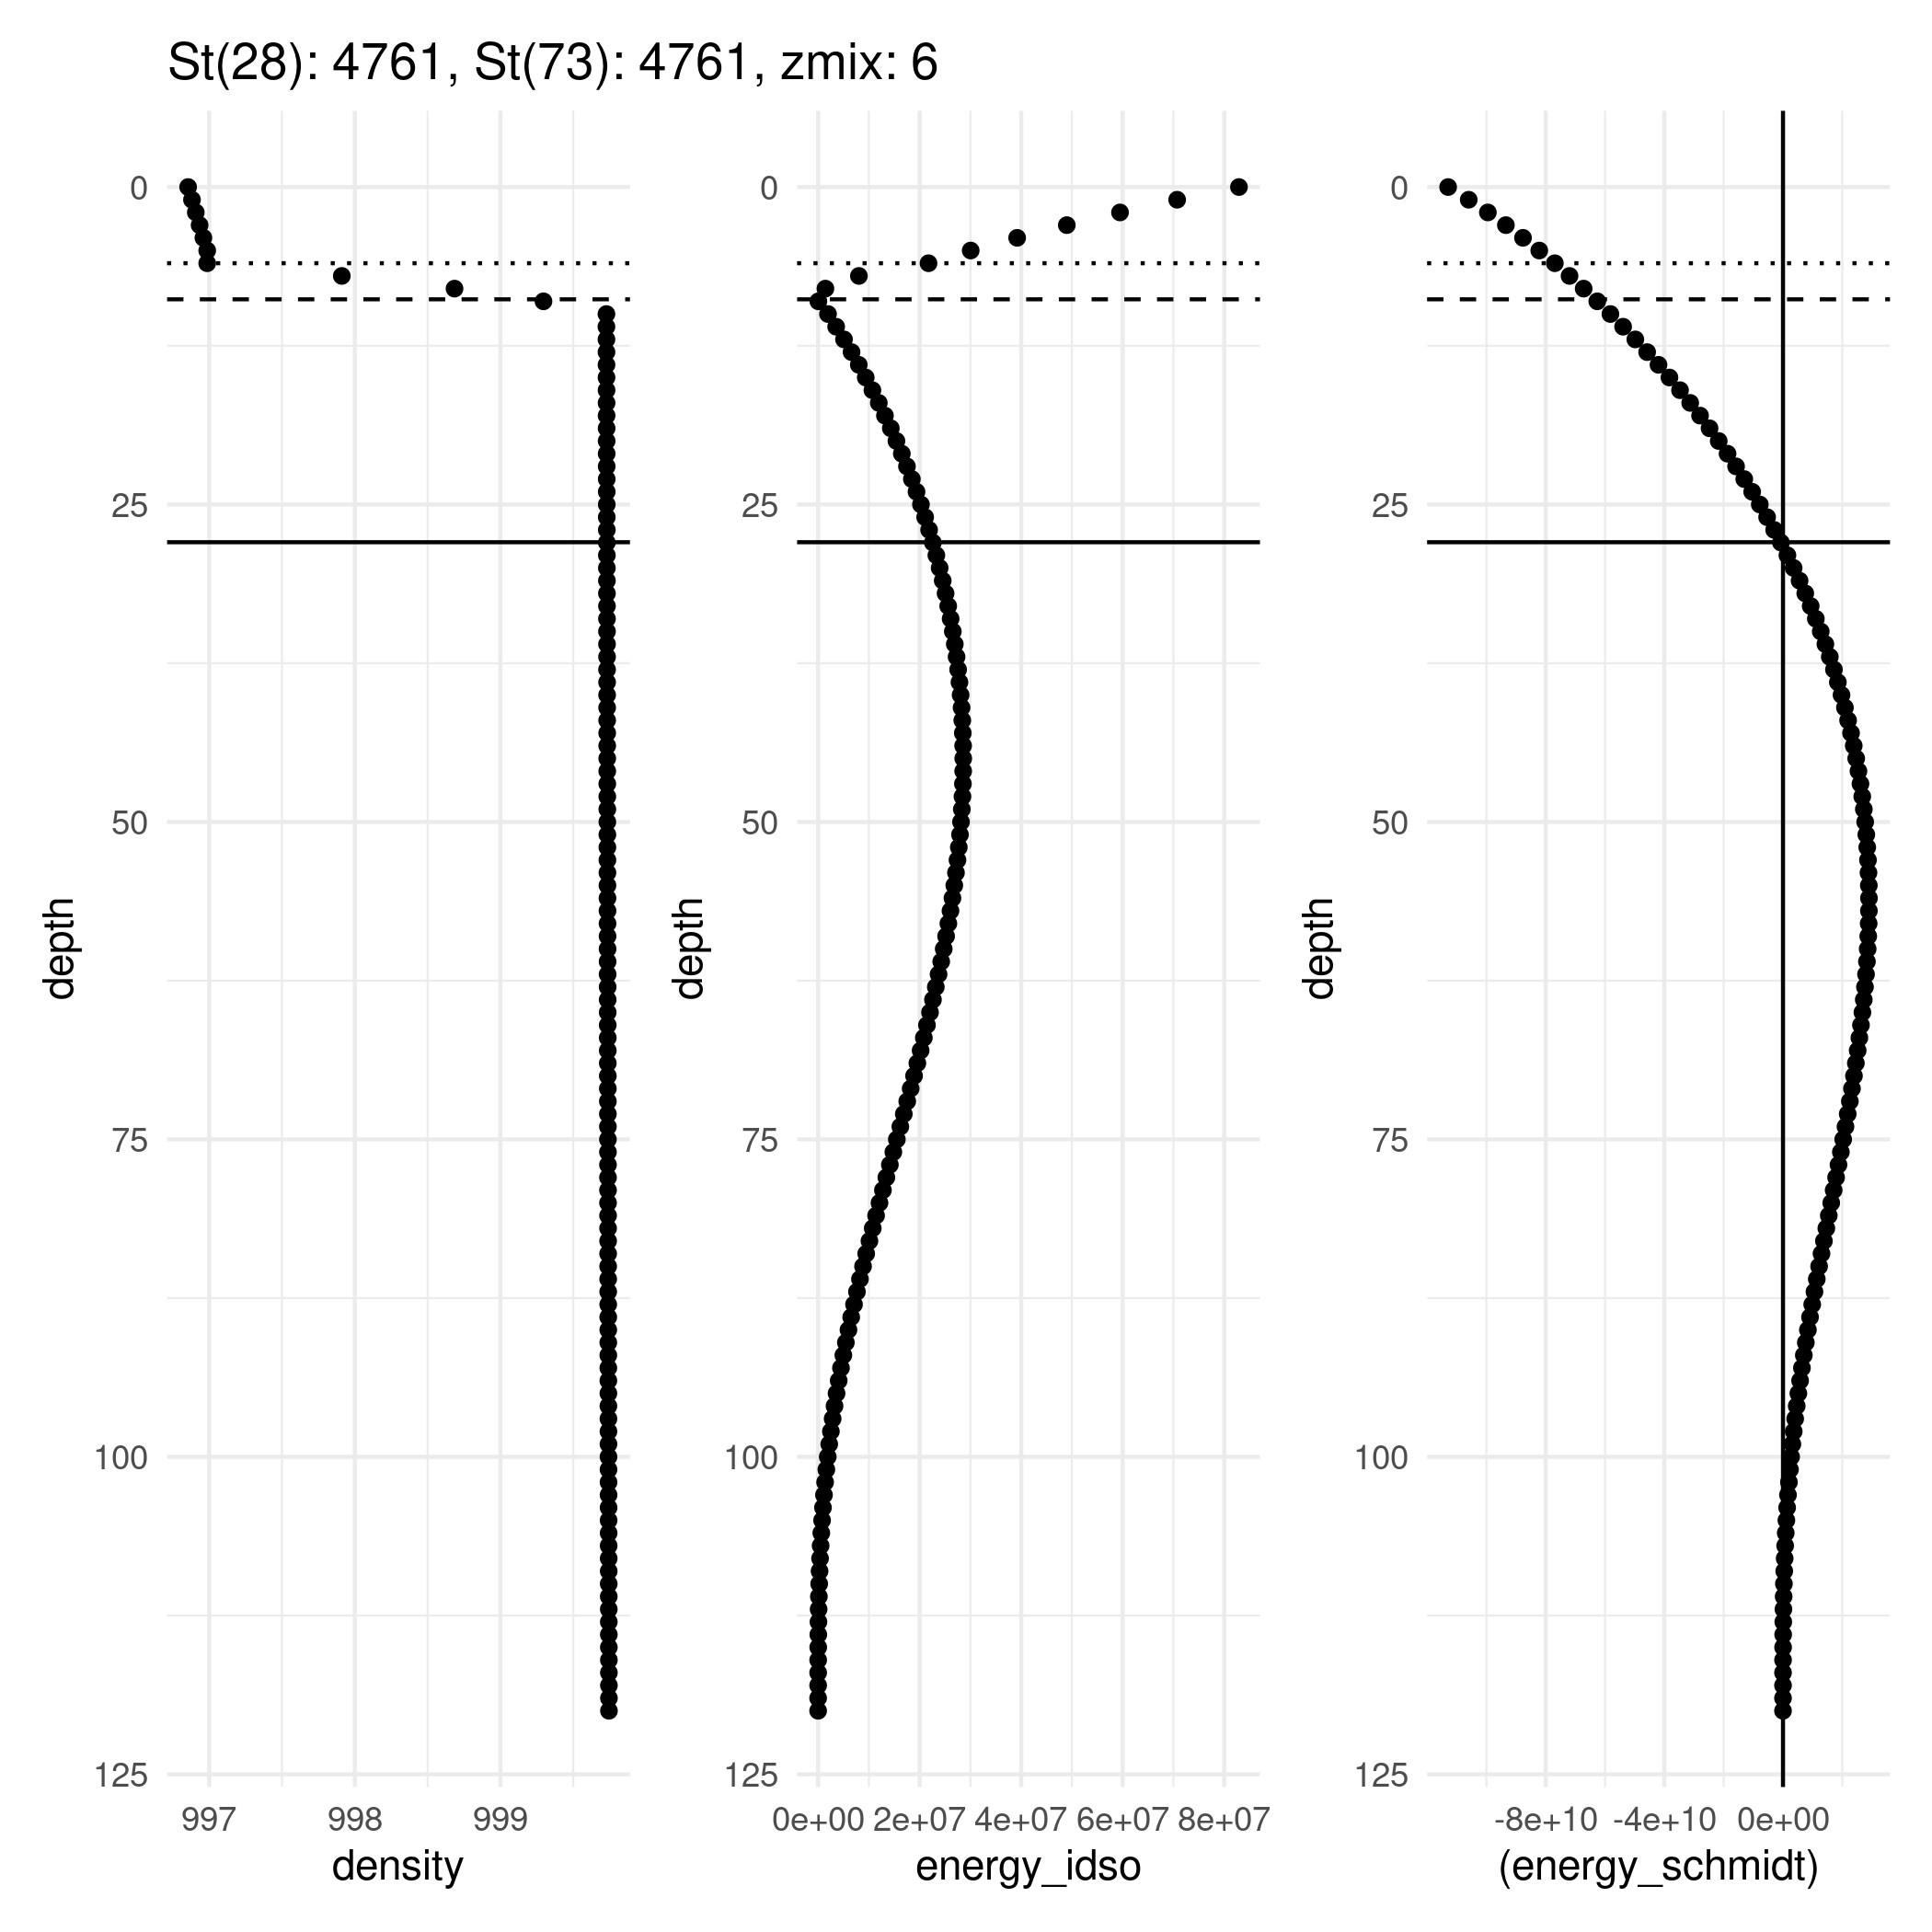 St(28): 4761, St(73): 4761, zmix: 6
0
25
50
75
100
125
depth
997
998
999
density
0
25
50
75
100
125
depth
0e+00
2e+07
4e+07
6e+07
8e+07
energy_idso
0
25
50
75
100
125
depth
-8e+10
-4e+10
0e+00
(energy_schmidt)